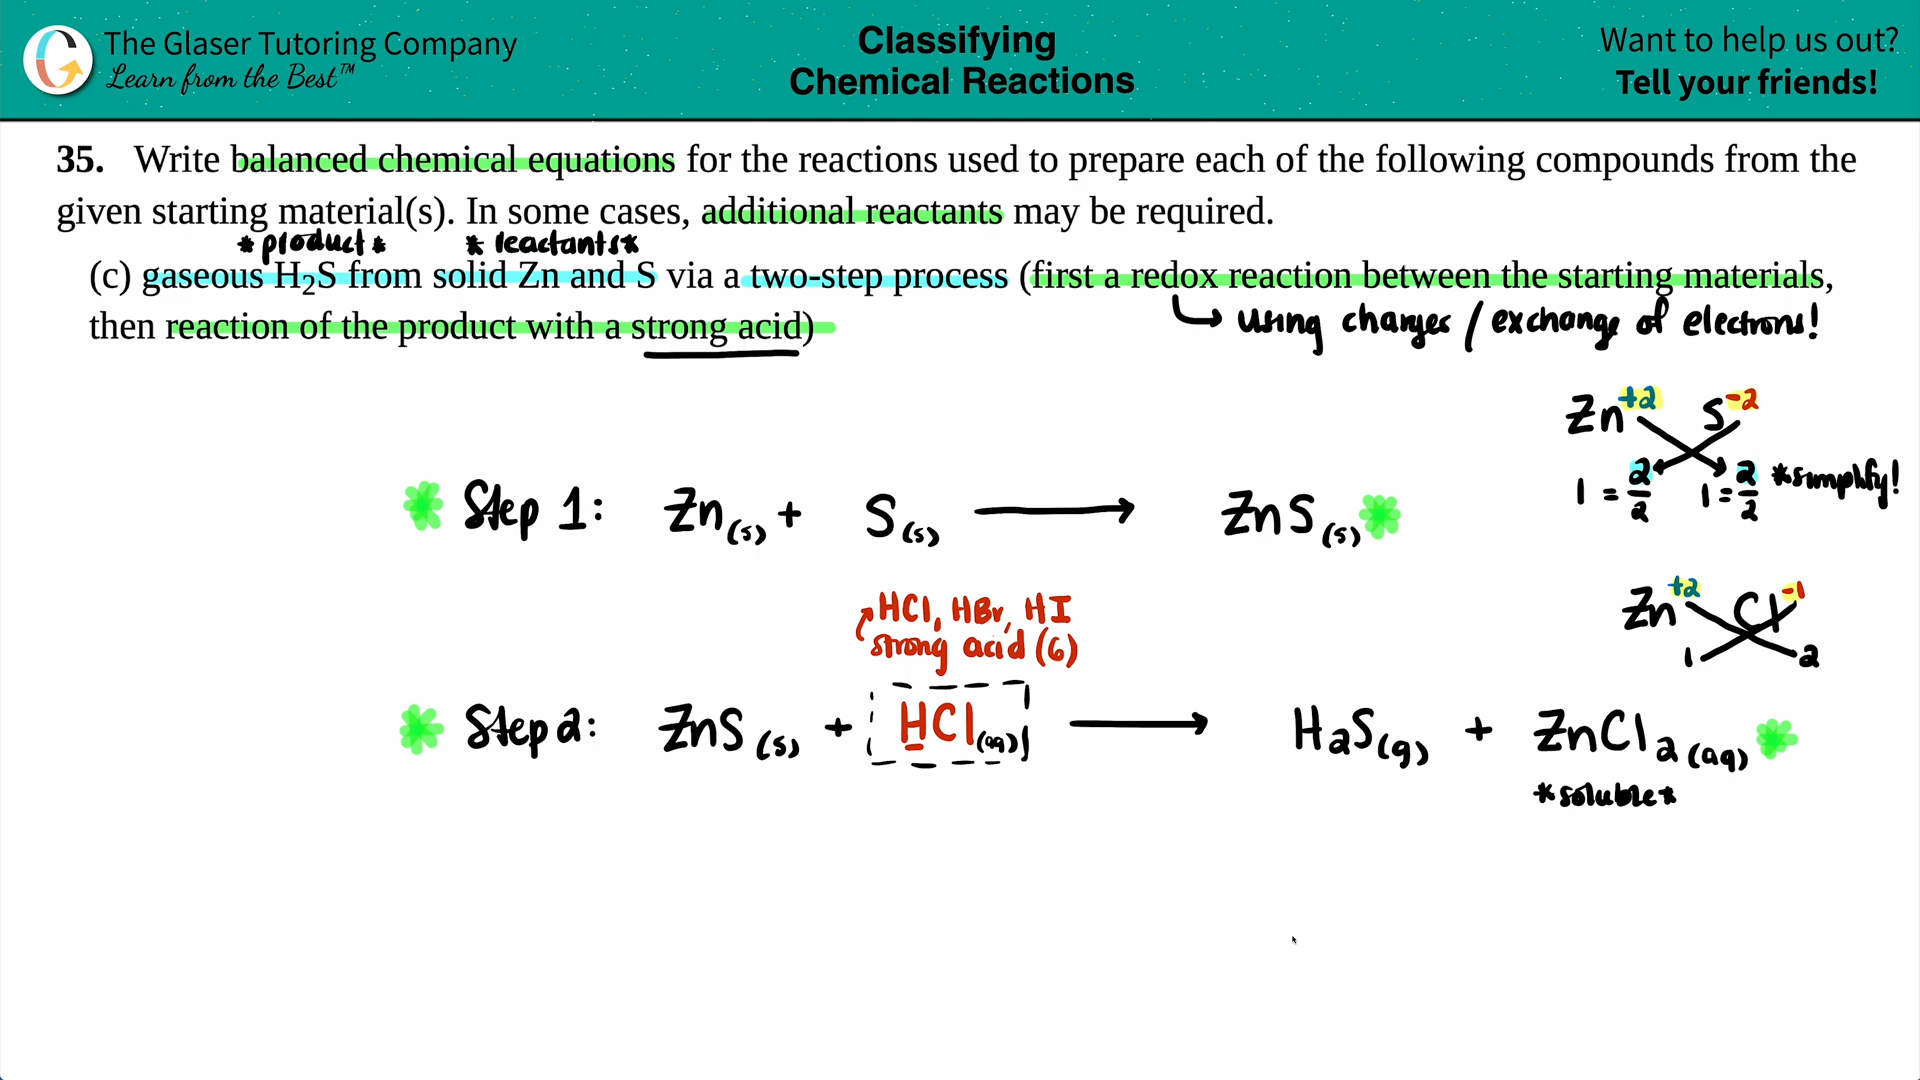 The Glaser Tutoring Company
Learn from the Best™
Classifying
Chemical Reactions
Want to help us out?
Tell your friends!
35. Write balanced chemical equations for the reactions used to prepare each of the following compounds from the
given starting material(s). In some cases, additional reactants may be required.
*product* *reactants*
(c) gaseous H₂S from solid Zn and S via a two-step process (first a redox reaction between the starting materials,
then reaction of the product with a strong acid)
↳ using charges / exchange of electrons!
Zn⁺² S⁻²
1 = 2/2 1 = 2/2 *simplify!
* Step 1: Zn(s) + S(s) → ZnS(s) *
HCl, HBr, HI
strong acid (6)
Zn⁺² Cl⁻¹
1 2
* Step 2: ZnS(s) + HCl(aq) → H₂S(g) + ZnCl₂(aq) *
*soluble*